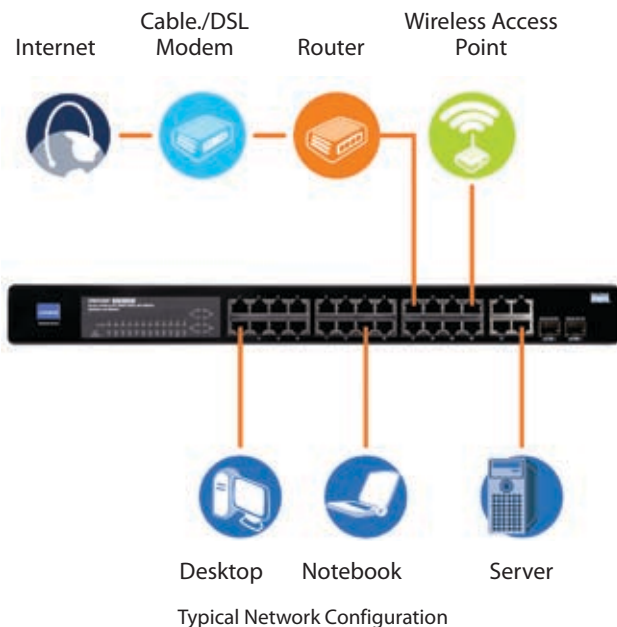 Internet
Cable./DSL
Modem
Router
Wireless Access
Point
Desktop
Notebook
Server
Typical Network Configuration